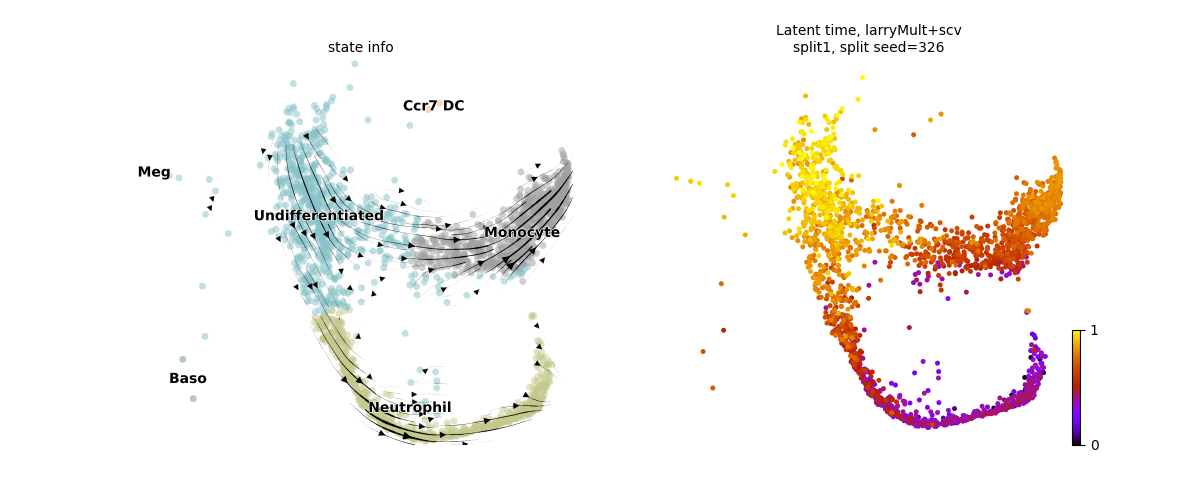 state info
Ccr7 DC
Meg
Undifferentiated
Monocyte
Baso
Neutrophil
Latent time, larryMult+scv
split1, split seed=326
1
0